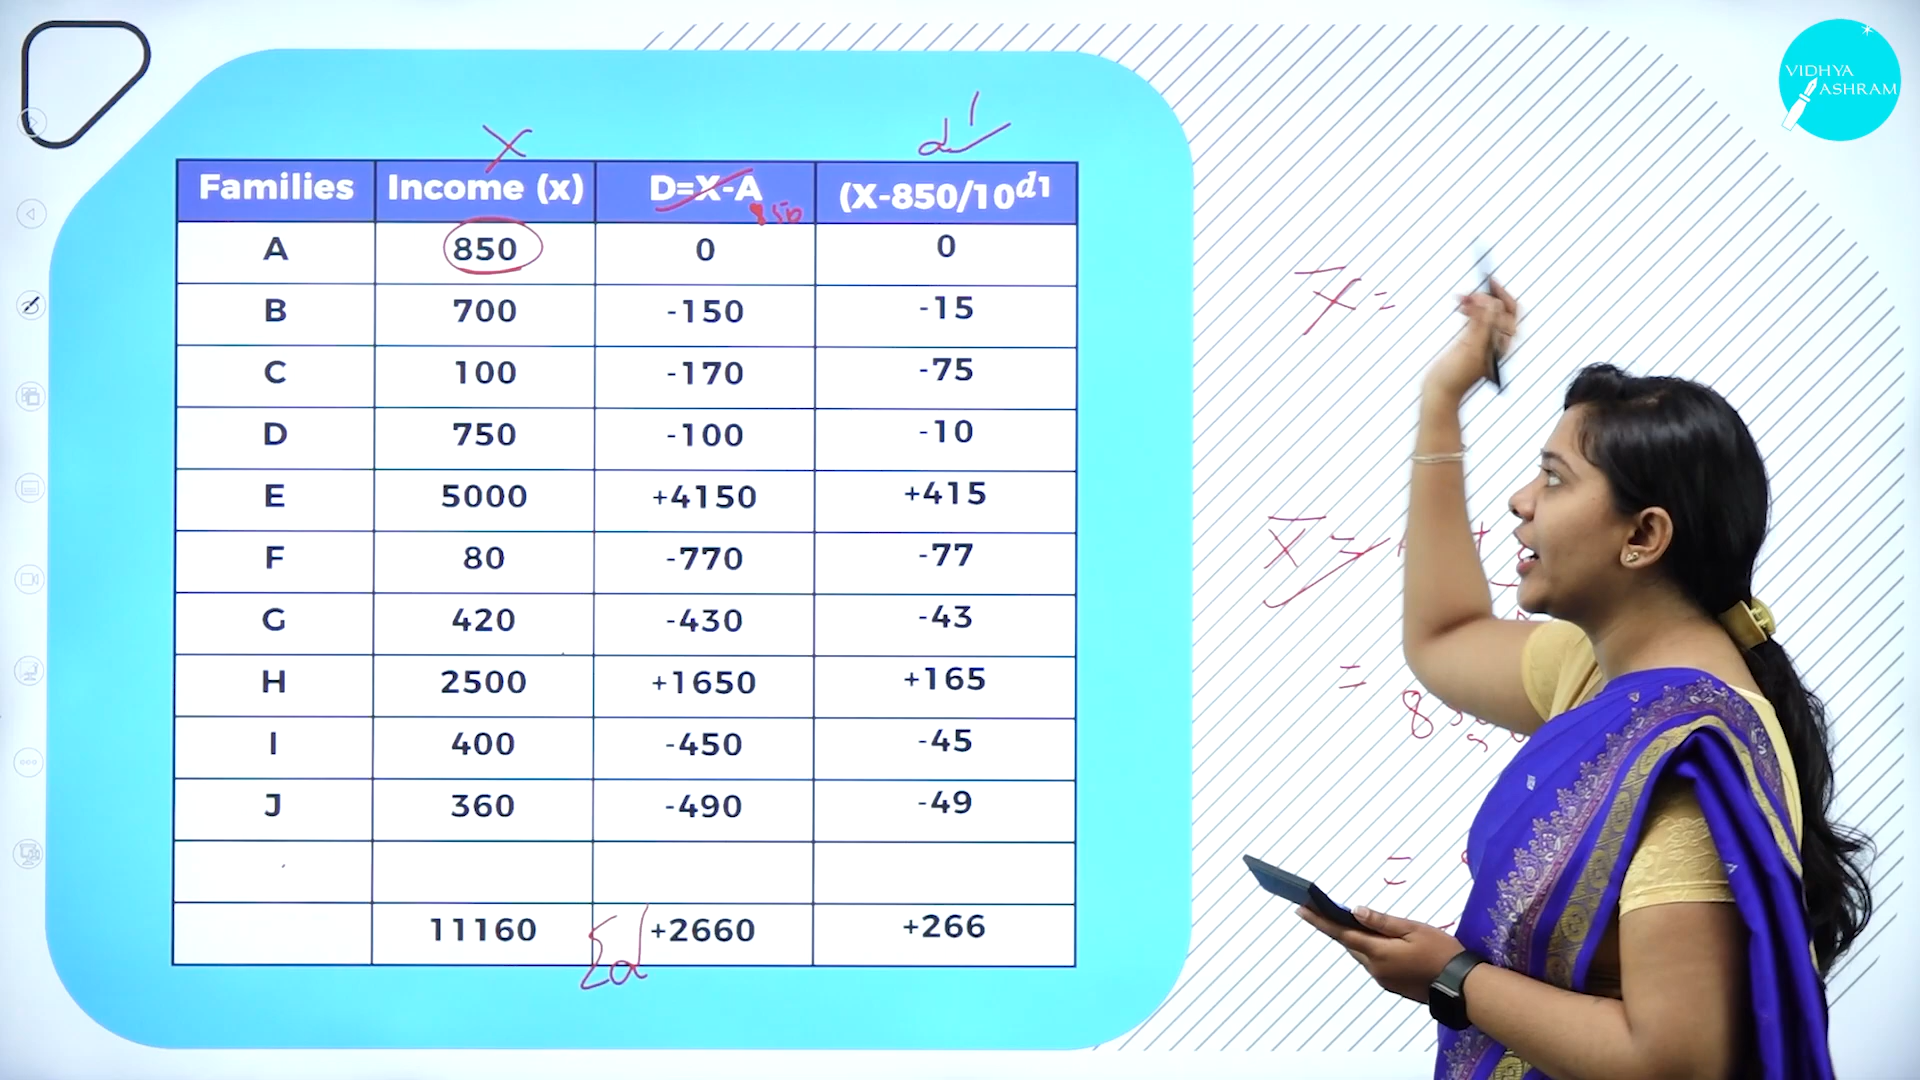 VIDHYA
ASHRAM
X
d'
Families Income (x) D=X-A (X-850/10d1
850
A 850 0 0
B 700 -150 -15
C 100 -170 -75
D 750 -100 -10
E 5000 +4150 +415
F 80 -770 -77
G 420 -430 -43
H 2500 +1650 +165
I 400 -450 -45
J 360 -490 -49
11160 Σd +2660 +266
X̄ =
X̄ =
=
=